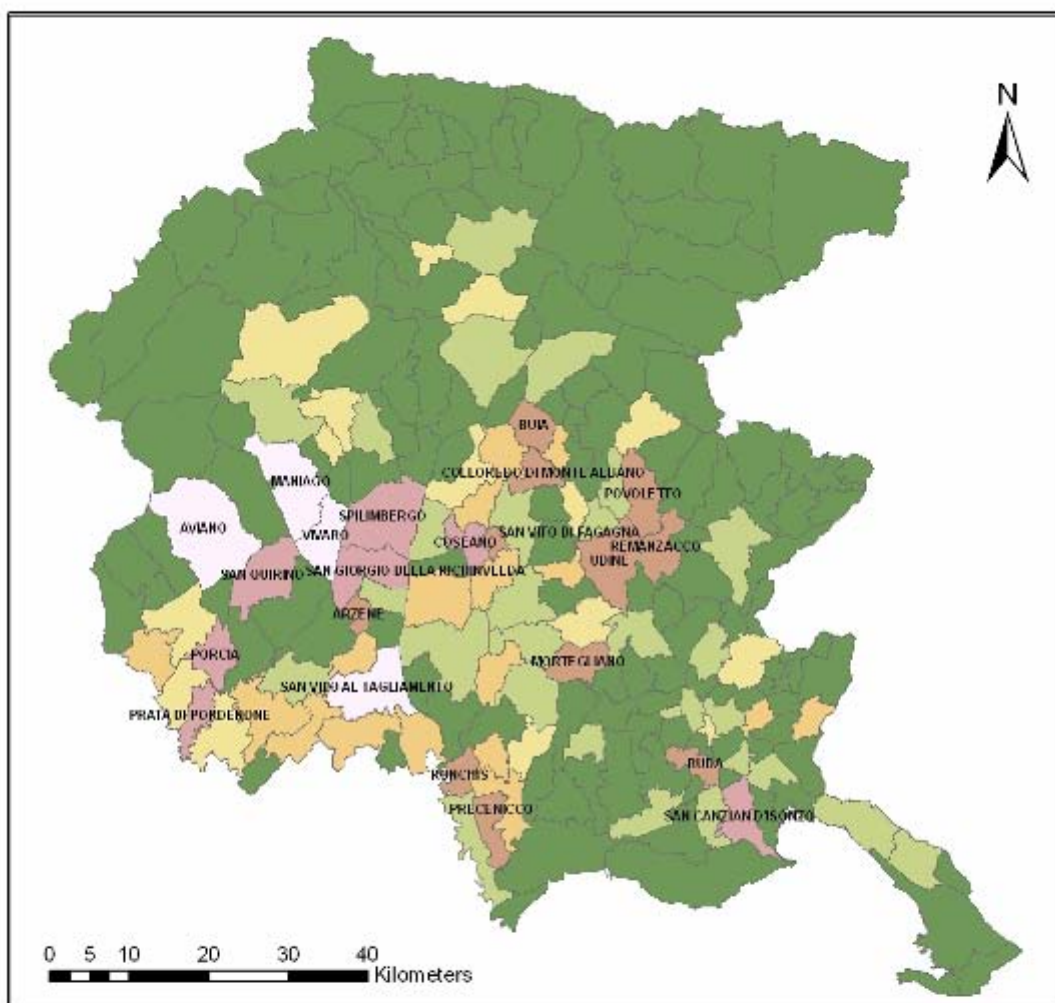 N
BUIA
COLLOREDO DI MONTE ALBANO
MANIAGO
POVOLETTO
SPILIMBERGO
AVIANO
VIVARO
COSEANO
SAN VITO DI FAGAGNA
REMANZACCO
UDINE
SAN QUIRINO
SAN GIORGIO DELLA RICHINVELDA
ARZENE
PORCIA
MORTEGLIANO
SAN VITO AL TAGLIAMENTO
PRATA DI PORDENONE
RUDA
RONCHIS
PRECENICCO
SAN CANZIAN D'ISONZO
0 5 10 20 30 40
Kilometers